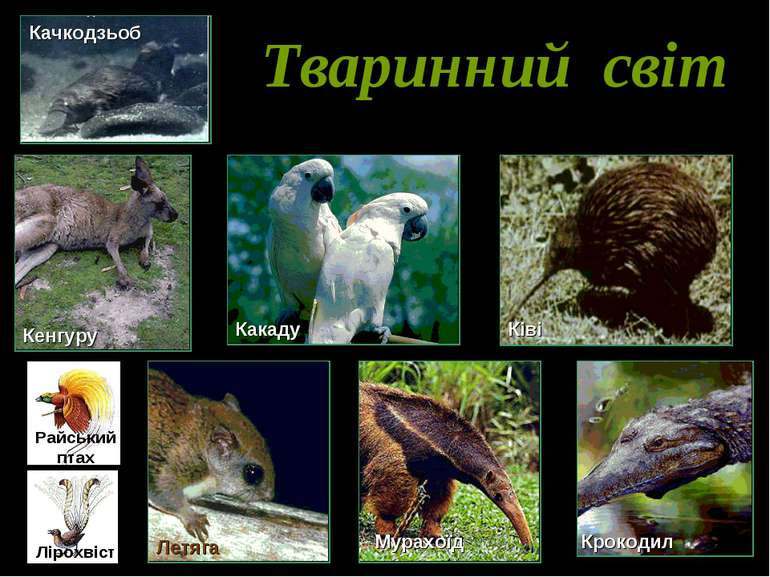 Качкодзьоб
Тваринний світ
Кенгуру
Какаду
Ківі
Райський
птах
Лірохвіст
Летяга
Мурахоїд
Крокодил